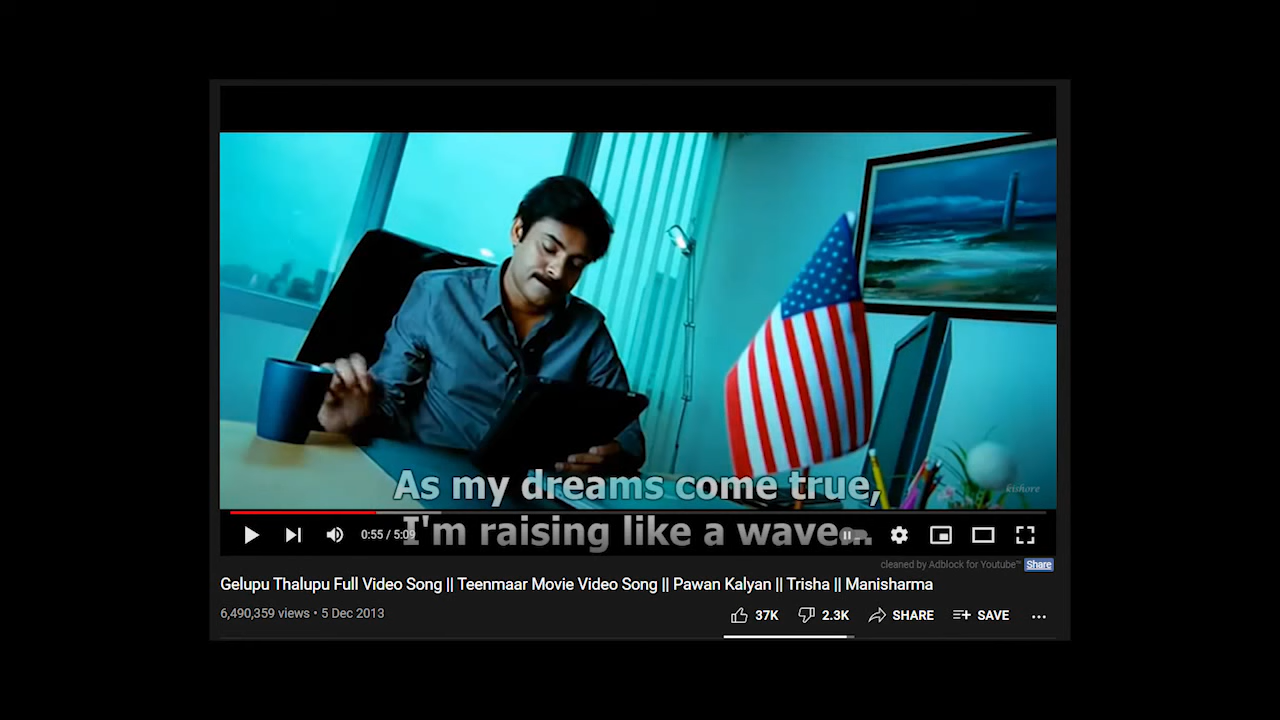 kishore
As my dreams come true,
I'm raising like a wave...
0:55 / 5:09
cleaned by Adblock for Youtube™ Share
Gelupu Thalupu Full Video Song || Teenmaar Movie Video Song || Pawan Kalyan || Trisha || Manisharma
6,490,359 views • 5 Dec 2013
37K 2.3K SHARE SAVE